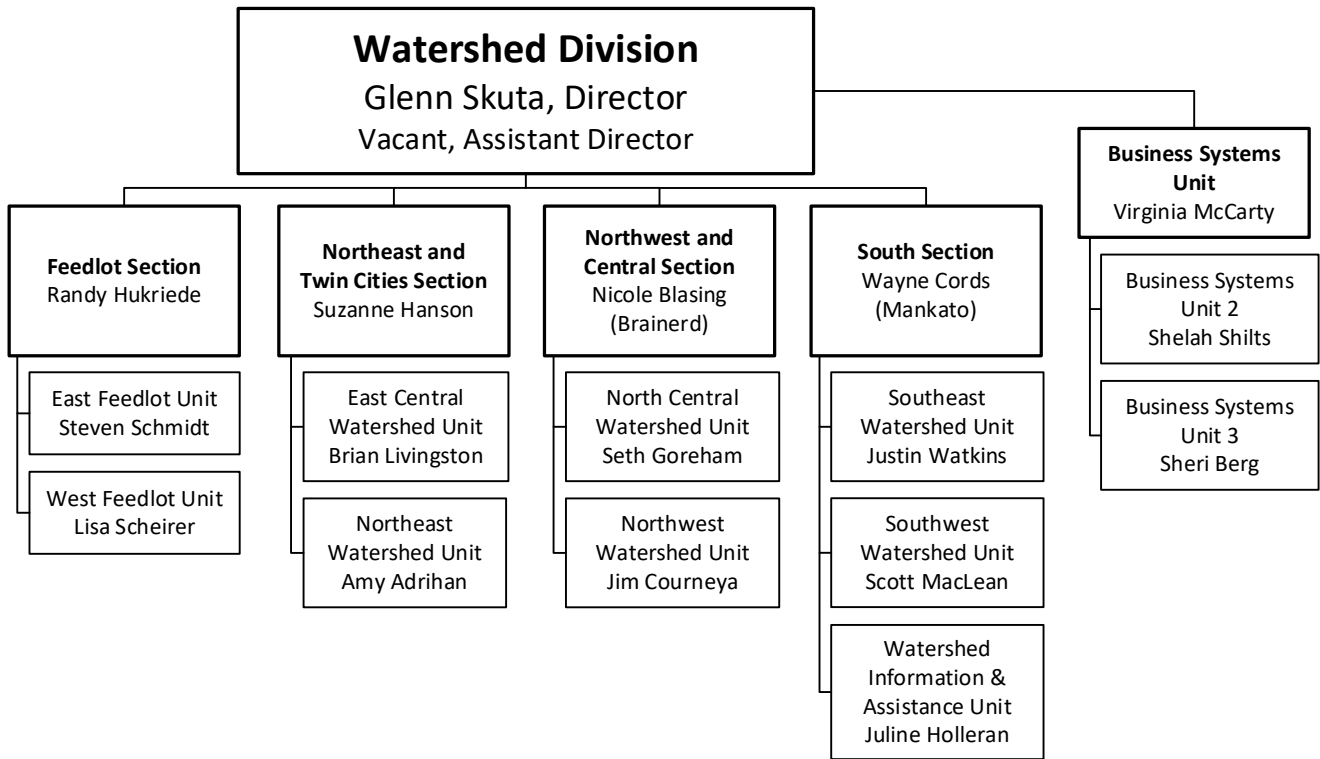 Watershed Division
Glenn Skuta, Director
Vacant, Assistant Director
Business Systems
Unit
Virginia McCarty
Business Systems
Unit 2
Shelah Shilts
Business Systems
Unit 3
Sheri Berg
Feedlot Section
Randy Hukriede
East Feedlot Unit
Steven Schmidt
West Feedlot Unit
Lisa Scheirer
Northeast and
Twin Cities Section
Suzanne Hanson
East Central
Watershed Unit
Brian Livingston
Northeast
Watershed Unit
Amy Adrihan
Northwest and
Central Section
Nicole Blasing
(Brainerd)
North Central
Watershed Unit
Seth Goreham
Northwest
Watershed Unit
Jim Courneya
South Section
Wayne Cords
(Mankato)
Southeast
Watershed Unit
Justin Watkins
Southwest
Watershed Unit
Scott MacLean
Watershed
Information &
Assistance Unit
Juline Holleran